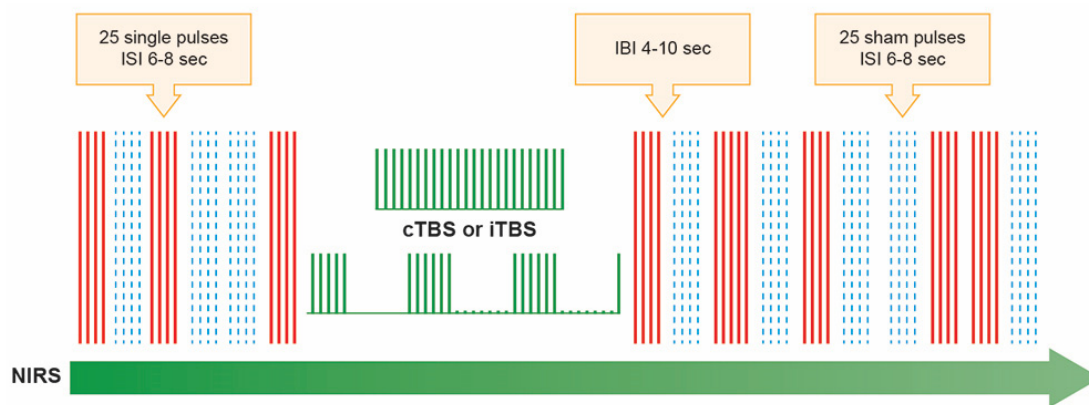 25 single pulses
ISI 6-8 sec
IBI 4-10 sec
25 sham pulses
ISI 6-8 sec
cTBS or iTBS
NIRS